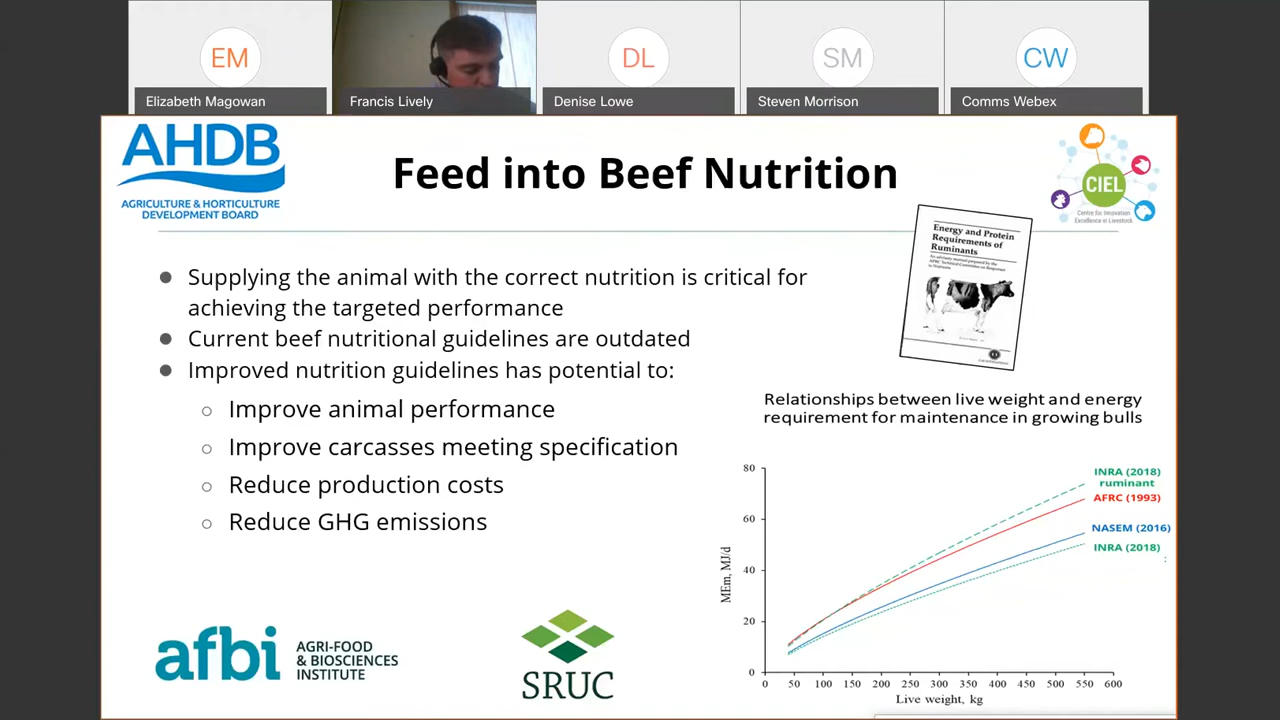 EM
DL
SM
CW
Elizabeth Magowan
Francis Lively
Denise Lowe
Steven Morrison
Comms Webex
AHDB
AGRICULTURE & HORTICULTURE
DEVELOPMENT BOARD
Feed into Beef Nutrition
CIEL
Centre for Innovation
Excellence in Livestock
Energy and Protein
Requirements of
Ruminants
● Supplying the animal with the correct nutrition is critical for
achieving the targeted performance
● Current beef nutritional guidelines are outdated
● Improved nutrition guidelines has potential to:
○ Improve animal performance
○ Improve carcasses meeting specification
○ Reduce production costs
○ Reduce GHG emissions
Relationships between live weight and energy
requirement for maintenance in growing bulls
80
60
40
20
0
MEm, MJ/d
INRA (2018)
ruminant
AFRC (1993)
NASEM (2016)
INRA (2018)
0 50 100 150 200 250 300 350 400 450 500 550 600
Live weight, kg
afbi
AGRI-FOOD
& BIOSCIENCES
INSTITUTE
SRUC